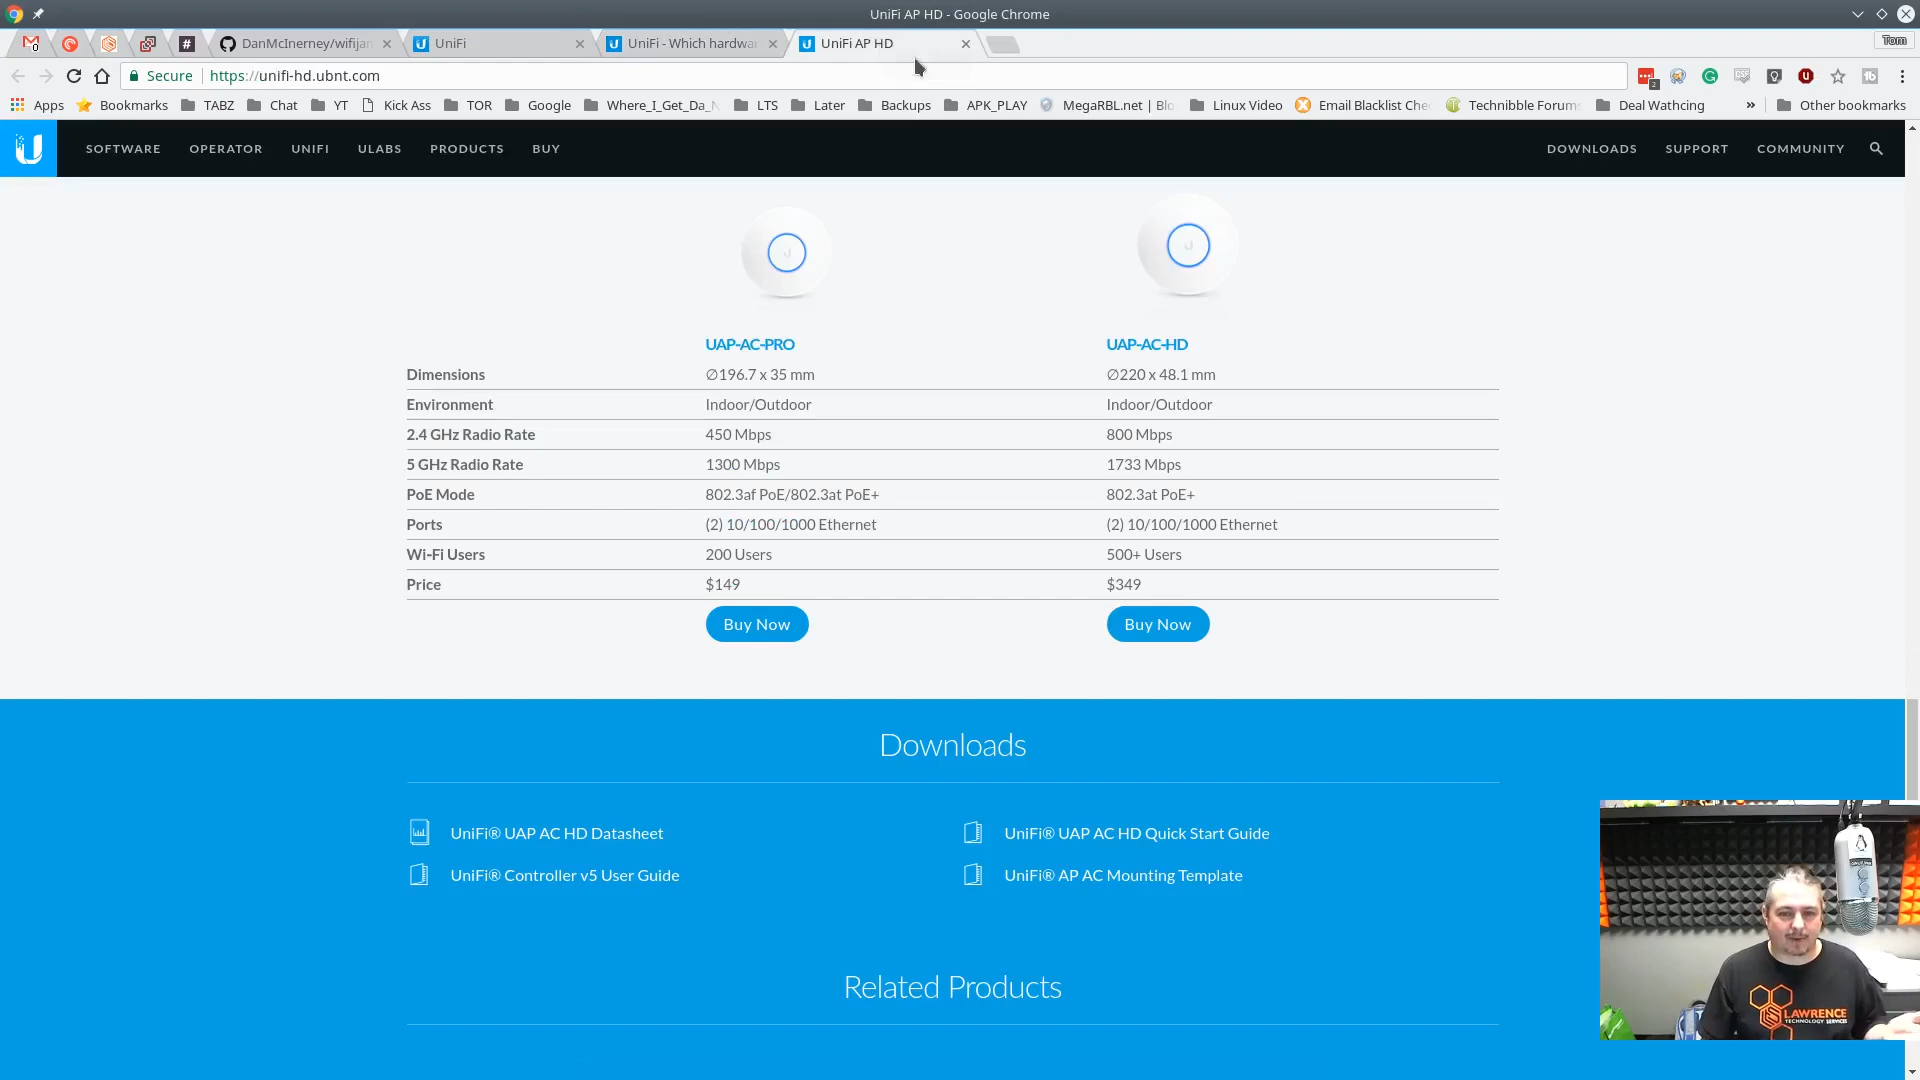 UniFi AP HD - Google Chrome
0
#
DanMcInerney/wifijan
UniFi
UniFi - Which hardwar
UniFi AP HD
Tom
Secure
https://unifi-hd.ubnt.com
2
Apps
Bookmarks
TABZ
Chat
YT
Kick Ass
TOR
Google
Where_I_Get_Da_N
LTS
Later
Backups
APK_PLAY
MegaRBL.net | Blo
Linux Video
Email Blacklist Chec
Technibble Forums
Deal Wathcing
»
Other bookmarks
SOFTWARE
OPERATOR
UNIFI
ULABS
PRODUCTS
BUY
DOWNLOADS
SUPPORT
COMMUNITY
UAP-AC-PRO UAP-AC-HD
Dimensions ∅196.7 x 35 mm ∅220 x 48.1 mm
Environment Indoor/Outdoor Indoor/Outdoor
2.4 GHz Radio Rate 450 Mbps 800 Mbps
5 GHz Radio Rate 1300 Mbps 1733 Mbps
PoE Mode 802.3af PoE/802.3at PoE+ 802.3at PoE+
Ports (2) 10/100/1000 Ethernet (2) 10/100/1000 Ethernet
Wi-Fi Users 200 Users 500+ Users
Price $149 $349
Buy Now Buy Now
Downloads
UniFi® UAP AC HD Datasheet
UniFi® UAP AC HD Quick Start Guide
UniFi® Controller v5 User Guide
UniFi® AP AC Mounting Template
Related Products
LAWRENCE
TECHNOLOGY SERVICES